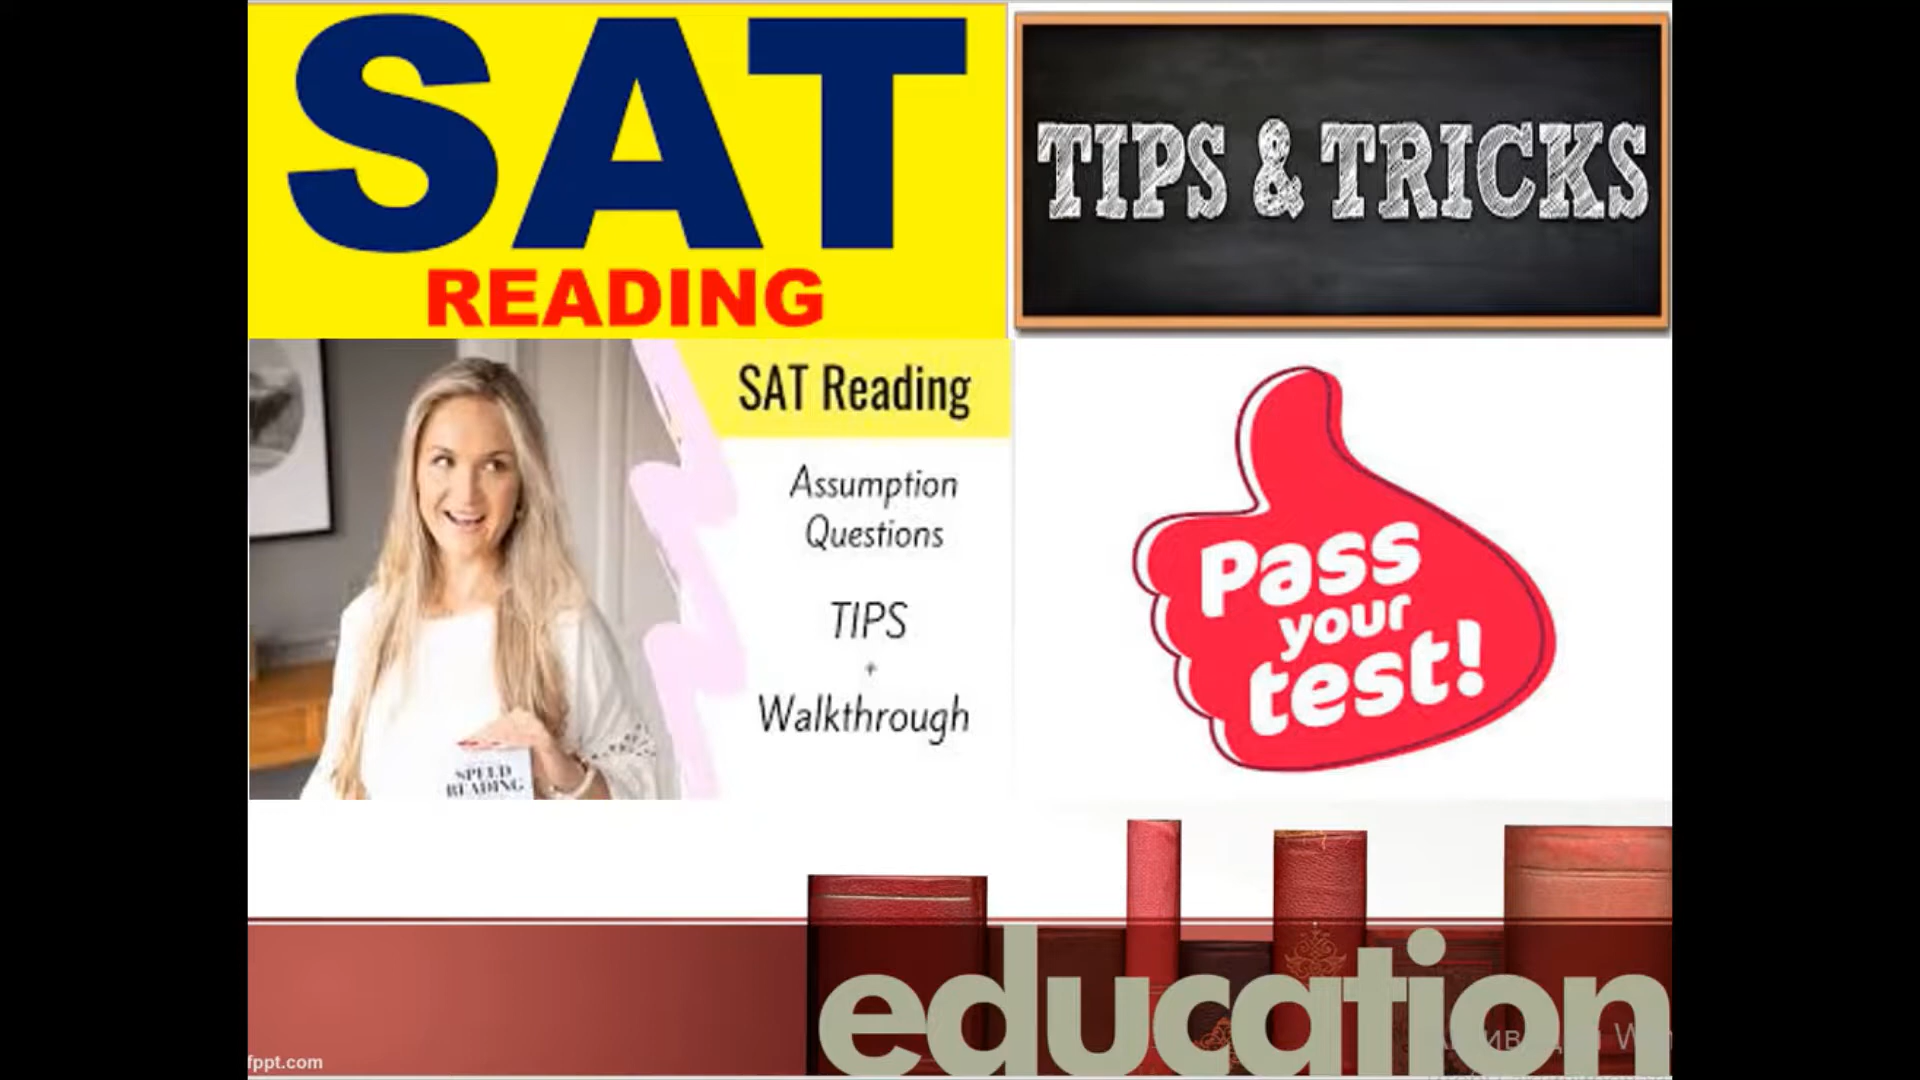 SAT
READING
TIPS & TRICKS
SAT Reading
Assumption
Questions
TIPS
+
Walkthrough
SPEED
READING
Pass
your
test!
education
fppt.com